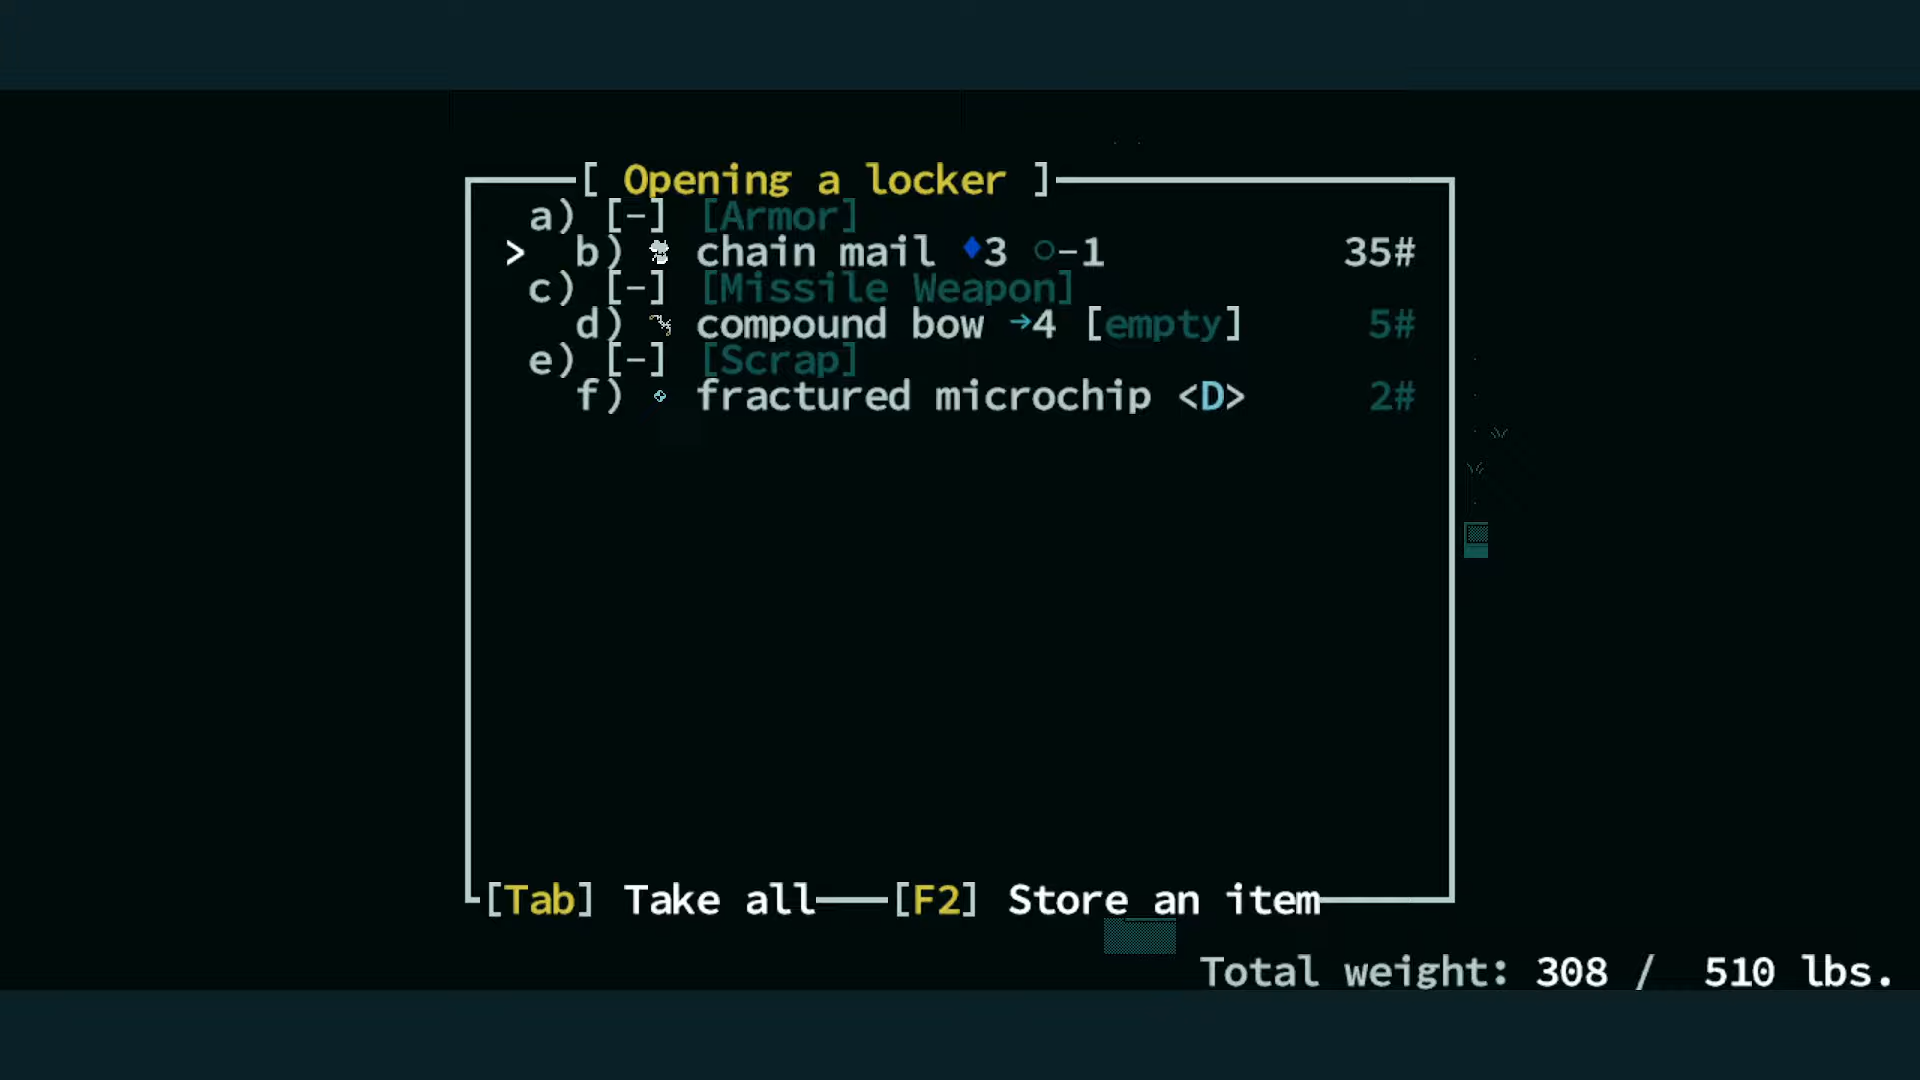 [ Opening a locker ]
a) [-] [Armor]
> b) chain mail ♦3 ○-1 35#
c) [-] [Missile Weapon]
d) compound bow →4 [empty] 5#
e) [-] [Scrap]
f) fractured microchip <D> 2#
[Tab] Take all [F2] Store an item
Total weight: 308 / 510 lbs.